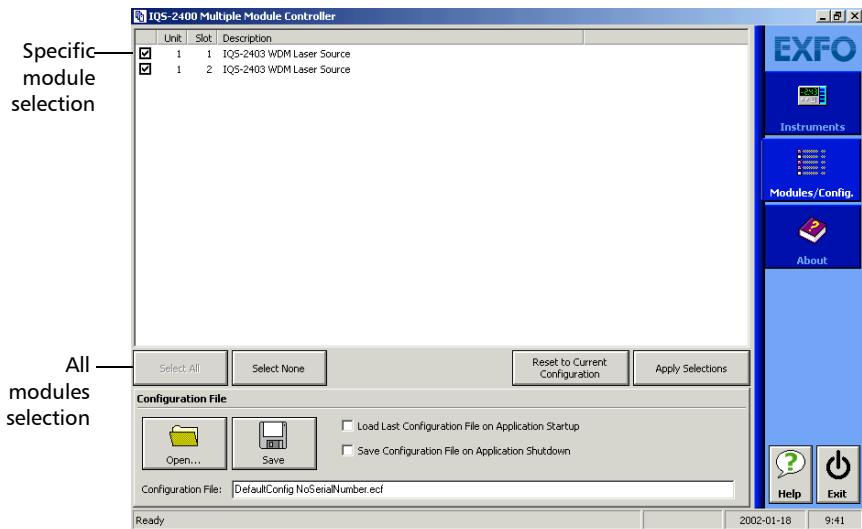 IQS-2400 Multiple Module Controller
Unit Slot Description
1 1 IQS-2403 WDM Laser Source
1 2 IQS-2403 WDM Laser Source
Specific
module
selection
EXFO
Instruments
Modules/Config.
About
All
modules
selection
Select All
Select None
Reset to Current
Configuration
Apply Selections
Configuration File
Open...
Save
Load Last Configuration File on Application Startup
Save Configuration File on Application Shutdown
Configuration File: DefaultConfig NoSerialNumber.ecf
Help
Exit
Ready
2002-01-18
9:41